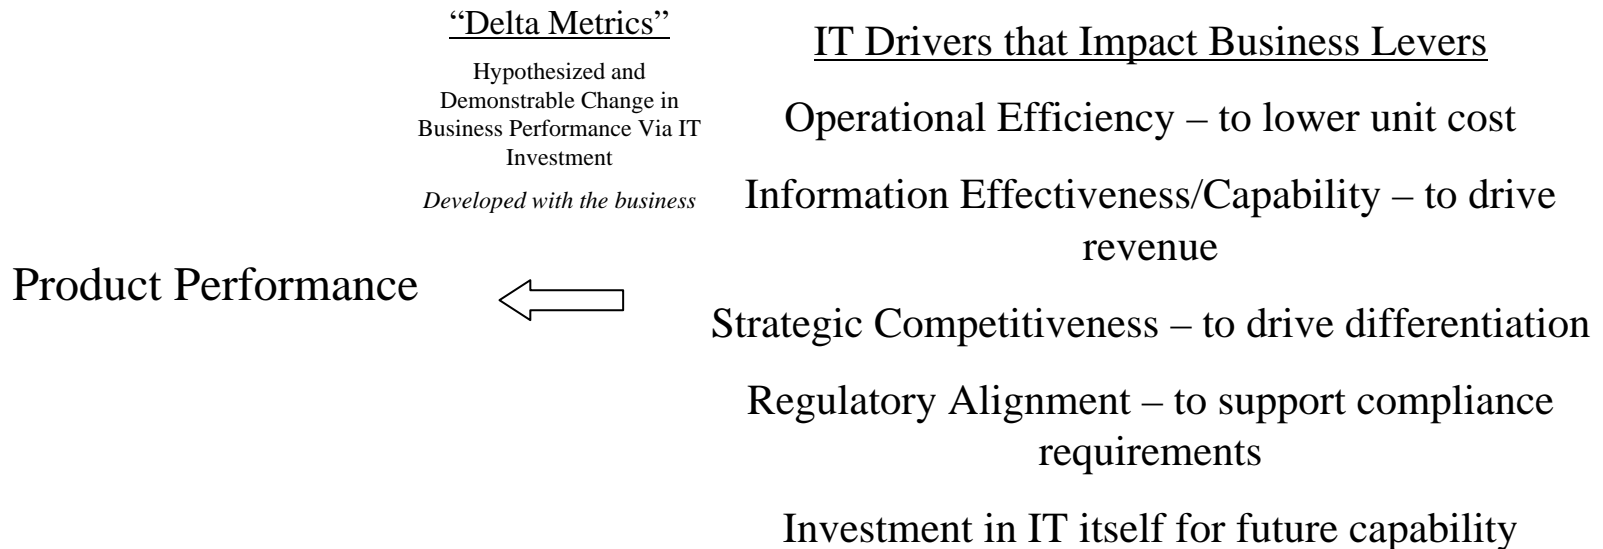 “Delta Metrics”
Hypothesized and
Demonstrable Change in
Business Performance Via IT
Investment
Developed with the business
Product Performance
IT Drivers that Impact Business Levers
Operational Efficiency – to lower unit cost
Information Effectiveness/Capability – to drive
revenue
Strategic Competitiveness – to drive differentiation
Regulatory Alignment – to support compliance
requirements
Investment in IT itself for future capability